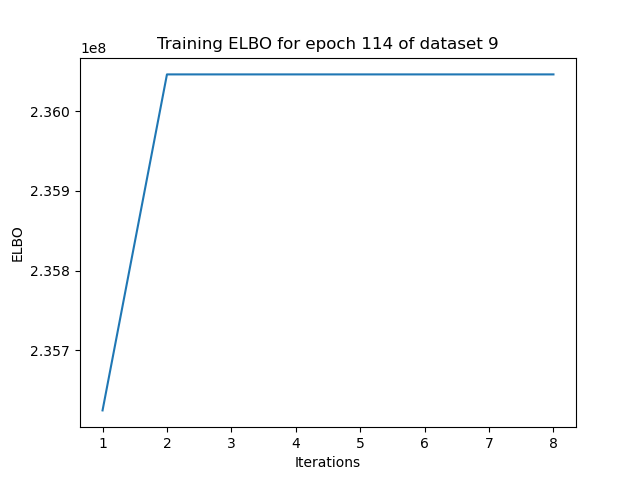 Training ELBO for epoch 114 of dataset 9
1e8
2.360
2.359
2.358
2.357
ELBO
1 2 3 4 5 6 7 8
Iterations